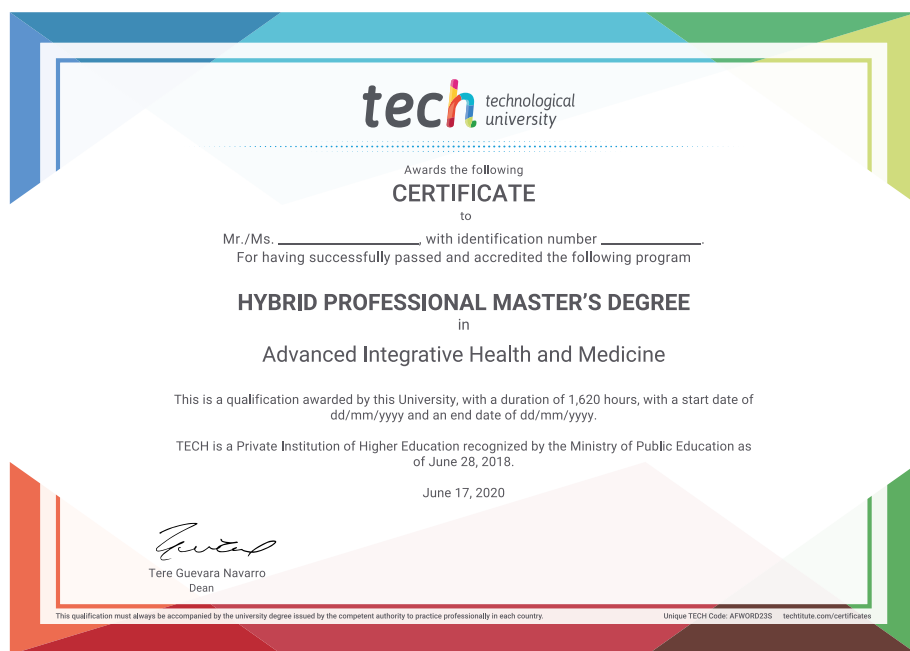 tech technological
university
Awards the following
CERTIFICATE
to
Mr./Ms. ____________________, with identification number ______________.
For having successfully passed and accredited the following program
HYBRID PROFESSIONAL MASTER'S DEGREE
in
Advanced Integrative Health and Medicine
This is a qualification awarded by this University, with a duration of 1,620 hours, with a start date of
dd/mm/yyyy and an end date of dd/mm/yyyy.
TECH is a Private Institution of Higher Education recognized by the Ministry of Public Education as
of June 28, 2018.
June 17, 2020
Tere Guevara Navarro
Dean
This qualification must always be accompanied by the university degree issued by the competent authority to practice professionally in each country.
Unique TECH Code: AFWORD23S techtitute.com/certificates